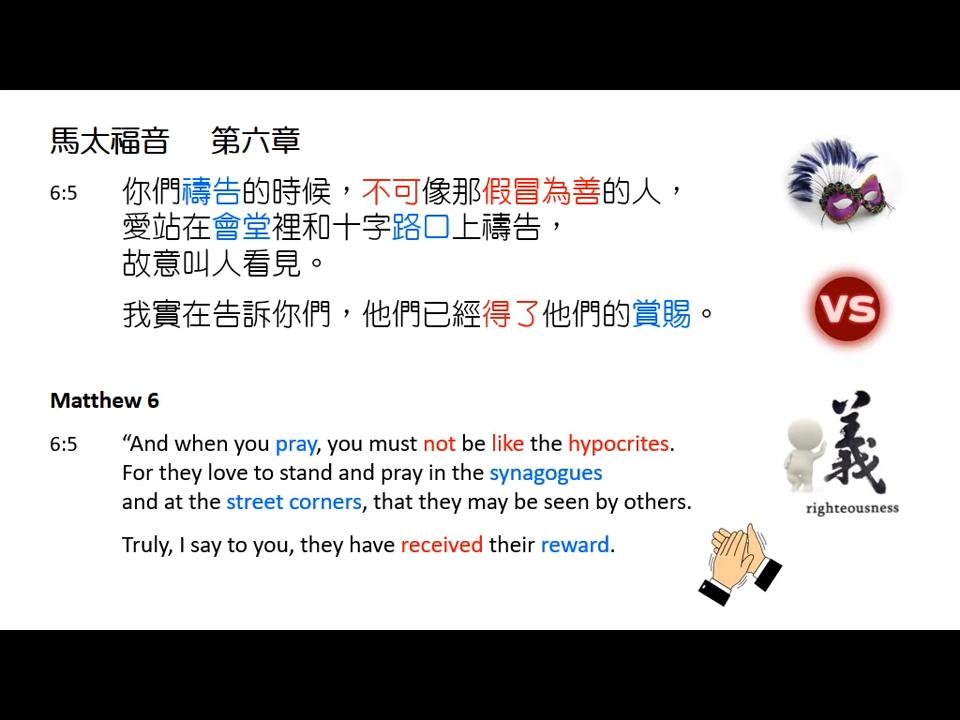 馬太福音 第六章
6:5 你們禱告的時候，不可像那假冒為善的人，
愛站在會堂裡和十字路口上禱告，
故意叫人看見。
我實在告訴你們，他們已經得了他們的賞賜。
VS
Matthew 6
6:5 “And when you pray, you must not be like the hypocrites.
For they love to stand and pray in the synagogues
and at the street corners, that they may be seen by others.
Truly, I say to you, they have received their reward.
義
righteousness